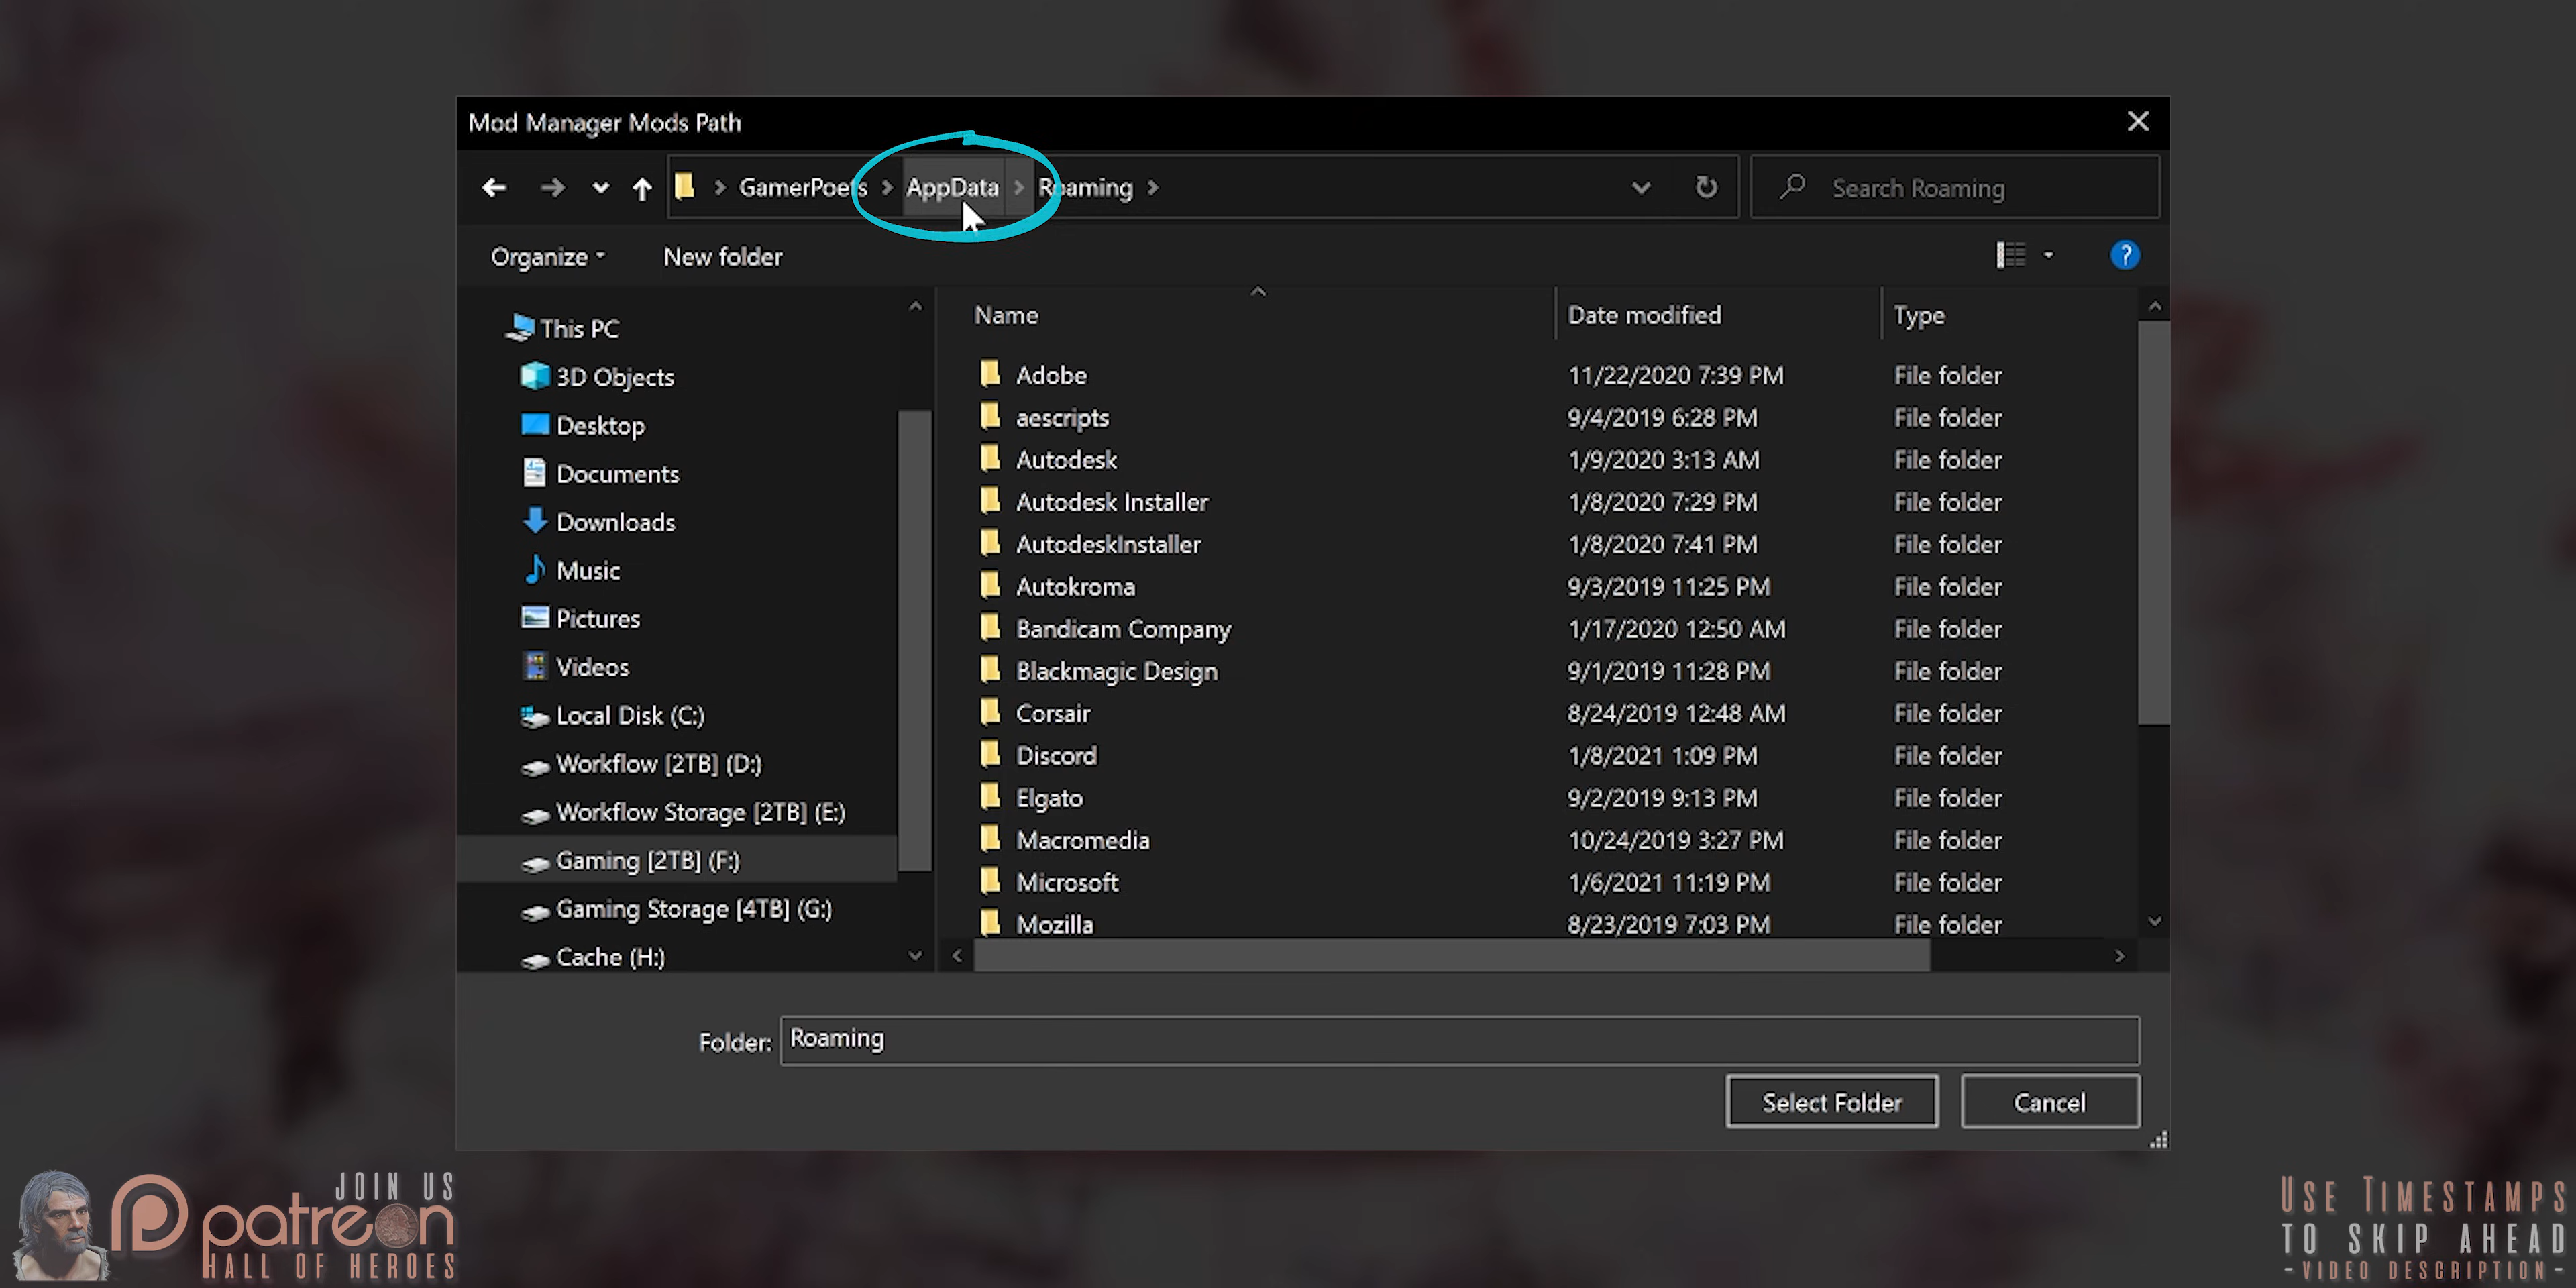 Mod Manager Mods Path
GamerPoets AppData Roaming
Search Roaming
Organize New folder
This PC
3D Objects
Desktop
Documents
Downloads
Music
Pictures
Videos
Local Disk (C:)
Workflow [2TB] (D:)
Workflow Storage [2TB] (E:)
Gaming [2TB] (F:)
Gaming Storage [4TB] (G:)
Cache (H:)
Name Date modified Type
Adobe 11/22/2020 7:39 PM File folder
aescripts 9/4/2019 6:28 PM File folder
Autodesk 1/9/2020 3:13 AM File folder
Autodesk Installer 1/8/2020 7:29 PM File folder
AutodeskInstaller 1/8/2020 7:41 PM File folder
Autokroma 9/3/2019 11:25 PM File folder
Bandicam Company 1/17/2020 12:50 AM File folder
Blackmagic Design 9/1/2019 11:28 PM File folder
Corsair 8/24/2019 12:48 AM File folder
Discord 1/8/2021 1:09 PM File folder
Elgato 9/2/2019 9:13 PM File folder
Macromedia 10/24/2019 3:27 PM File folder
Microsoft 1/6/2021 11:19 PM File folder
Mozilla 8/23/2019 7:03 PM File folder
Folder: Roaming
Select Folder Cancel
JOIN US
patreon
HALL OF HEROES
USE TIMESTAMPS
TO SKIP AHEAD
-VIDEO DESCRIPTION-